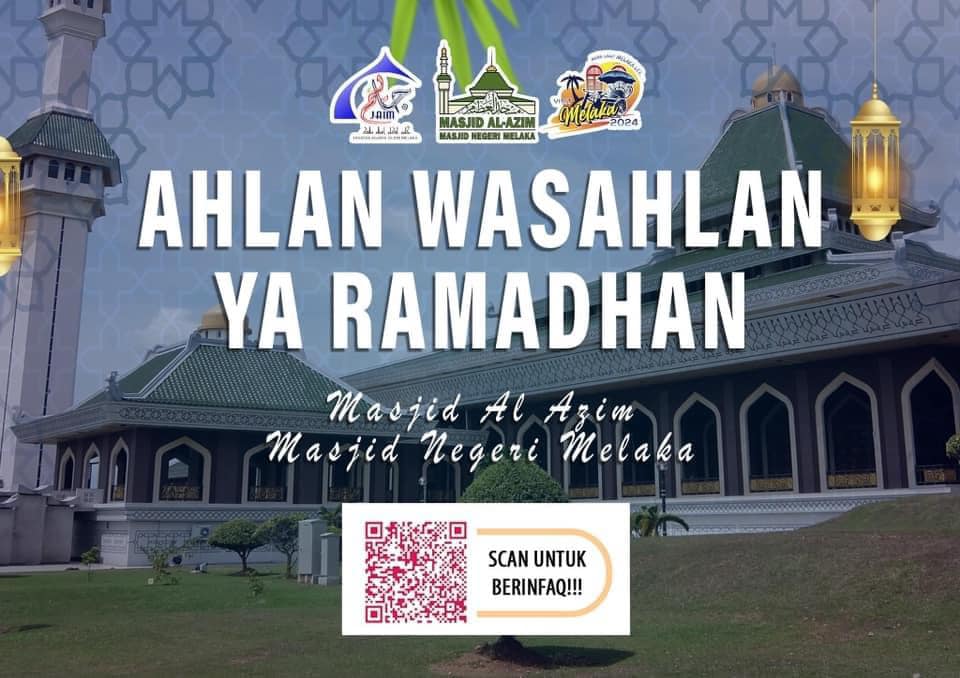 JAIM
MASJID AL-AZIM
MASJID NEGERI MELAKA
Melaka
2024
AHLAN WASAHLAN
YA RAMADHAN
Masjid Al Azim
Masjid Negeri Melaka
SCAN UNTUK
BERINFAQ!!!